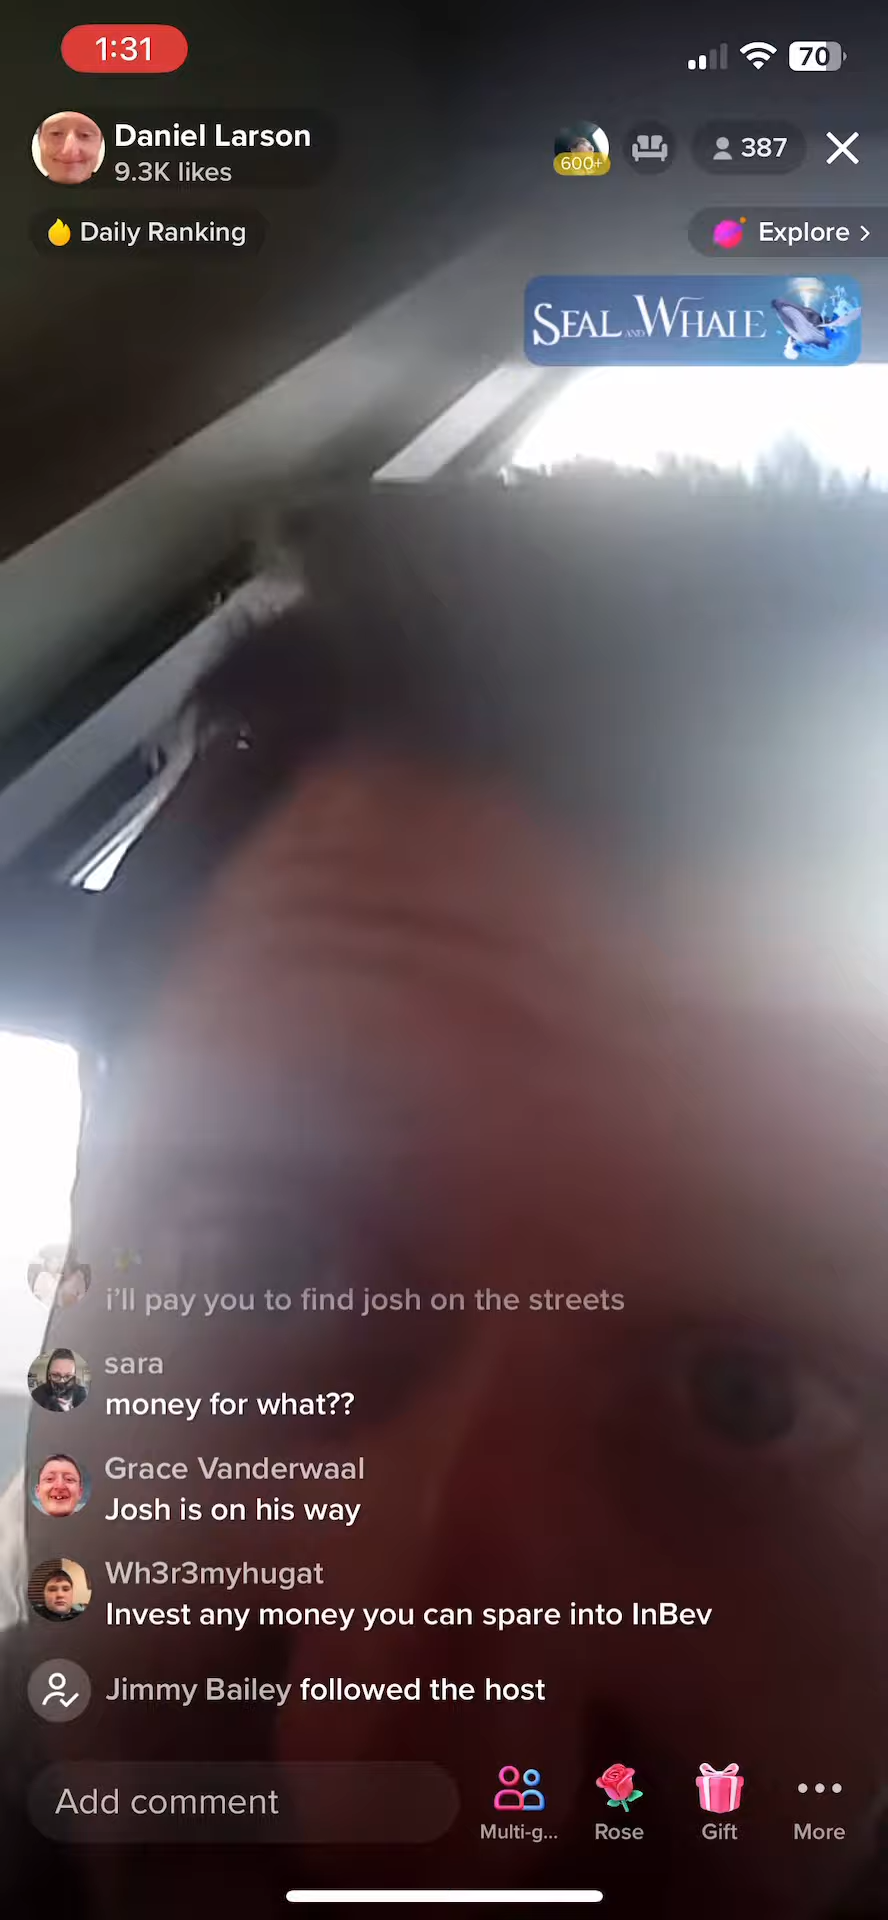 1:31
70
Daniel Larson
9.3K likes
600+
387
Daily Ranking
Explore >
SEAL AND WHALE
i'll pay you to find josh on the streets
sara
money for what??
Grace Vanderwaal
Josh is on his way
Wh3r3myhugat
Invest any money you can spare into InBev
Jimmy Bailey followed the host
Add comment
Multi-g...
Rose
Gift
More